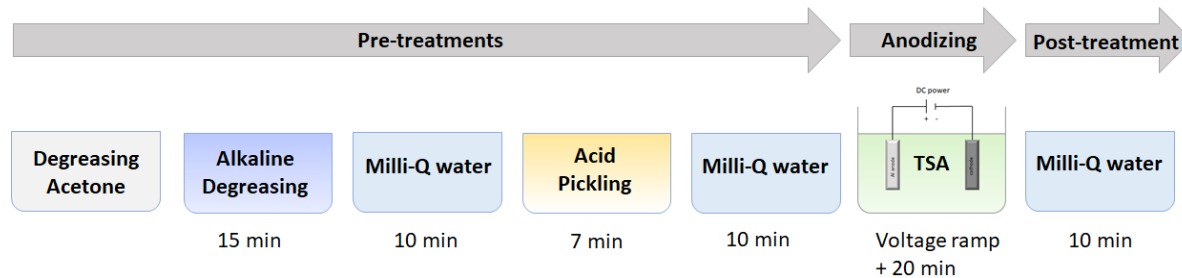 Pre-treatments
Anodizing
Post-treatment
Degreasing
Acetone
Alkaline
Degreasing
Milli-Q water
Acid
Pickling
Milli-Q water
DC power
+ -
Al anode
TSA
cathode
Milli-Q water
15 min
10 min
7 min
10 min
Voltage ramp
+ 20 min
10 min